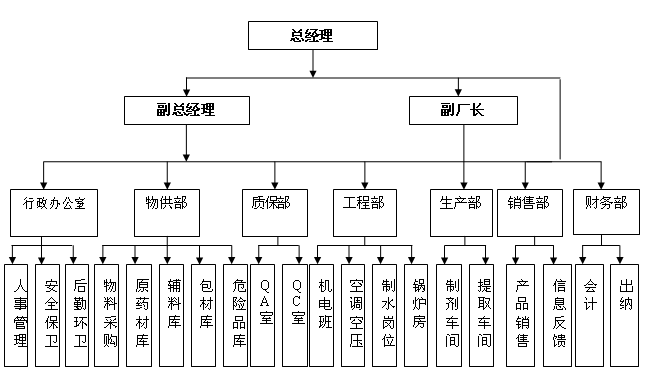 总经理
副总经理
副厂长
行政办公室
物供部
质保部
工程部
生产部
销售部
财务部
人事管理
安全保卫
后勤环卫
物料采购
原药材库
辅料库
包材库
危险品库
QA室
QC室
机电班
空调空压
制水岗位
锅炉房
制剂车间
提取车间
产品销售
信息反馈
会计
出纳